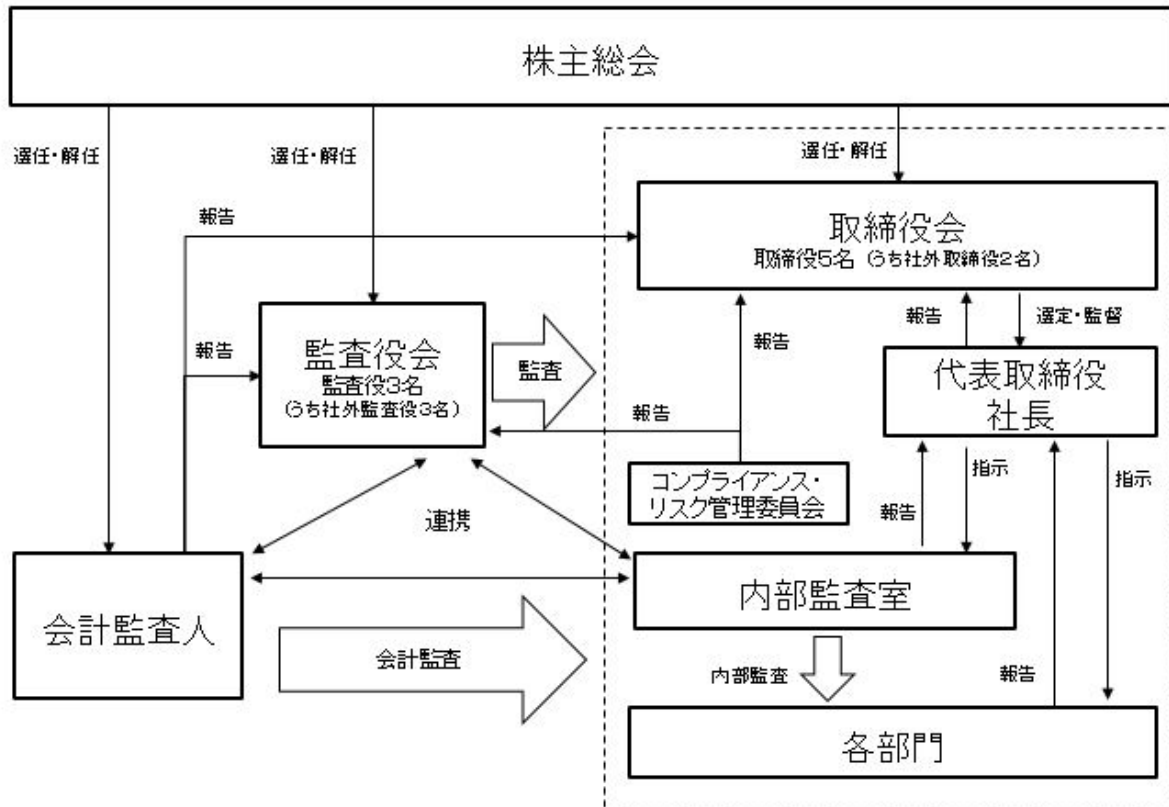 株主総会
選任・解任
選任・解任
選任・解任
報告
取締役会
取締役5名（うち社外取締役2名）
報告
監査役会
監査役3名
（うち社外監査役3名）
監査
報告
報告
選定・監督
代表取締役
社長
報告
コンプライアンス・
リスク管理委員会
報告
指示
指示
連携
会計監査人
内部監査室
会計監査
内部監査
報告
各部門